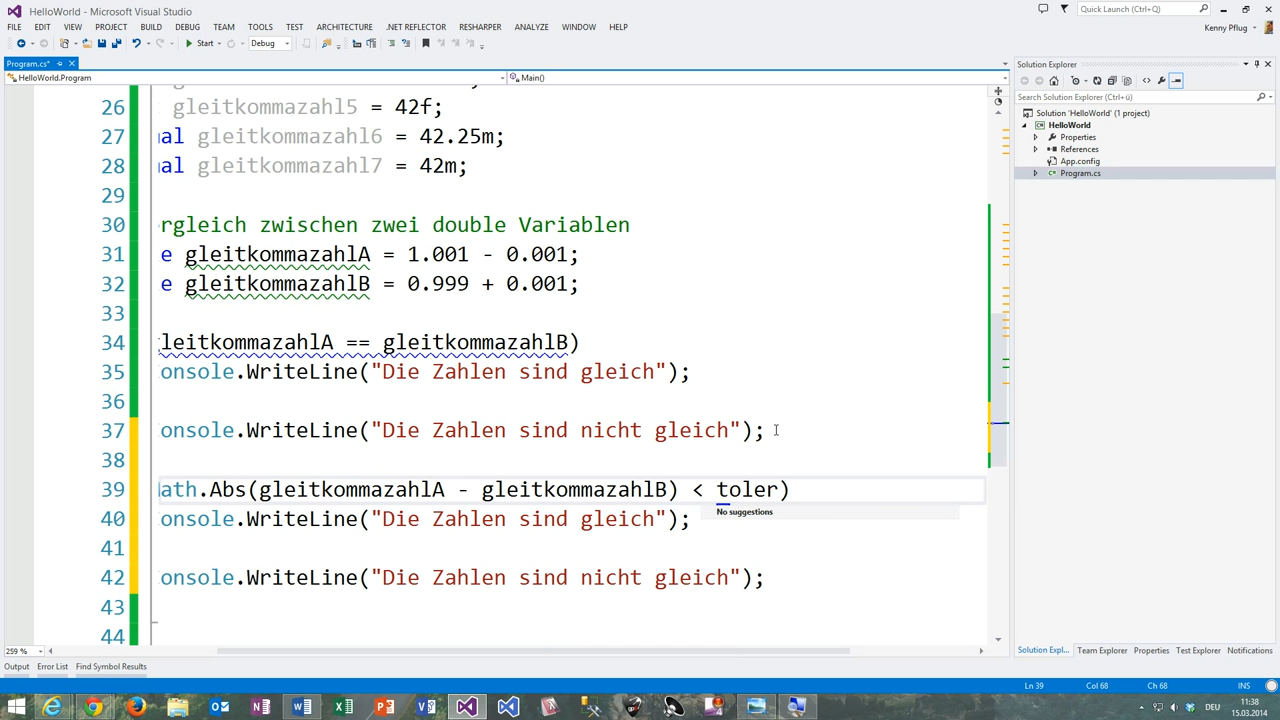 HelloWorld - Microsoft Visual Studio
Quick Launch (Ctrl+Q)
FILE EDIT VIEW PROJECT BUILD DEBUG TEAM TOOLS TEST ARCHITECTURE .NET REFLECTOR RESHARPER ANALYZE WINDOW HELP
Kenny Pflug
Start Debug
Program.cs*
HelloWorld.Program Main()
26 gleitkommazahl5 = 42f;
27 al gleitkommazahl6 = 42.25m;
28 al gleitkommazahl7 = 42m;
29
30 rgleich zwischen zwei double Variablen
31 e gleitkommazahlA = 1.001 - 0.001;
32 e gleitkommazahlB = 0.999 + 0.001;
33
34 leitkommazahlA == gleitkommazahlB)
35 onsole.WriteLine("Die Zahlen sind gleich");
36
37 onsole.WriteLine("Die Zahlen sind nicht gleich");
38
39 ath.Abs(gleitkommazahlA - gleitkommazahlB) < toler)
No suggestions
40 onsole.WriteLine("Die Zahlen sind gleich");
41
42 onsole.WriteLine("Die Zahlen sind nicht gleich");
43
44
259 %
Output Error List Find Symbol Results
Solution Explorer
Search Solution Explorer (Ctrl+ü)
Solution 'HelloWorld' (1 project)
HelloWorld
Properties
References
App.config
Program.cs
Solution Expl... Team Explorer Properties Test Explorer Notifications
Ln 39 Col 68 Ch 68 INS
DEU
11:38
15.03.2014